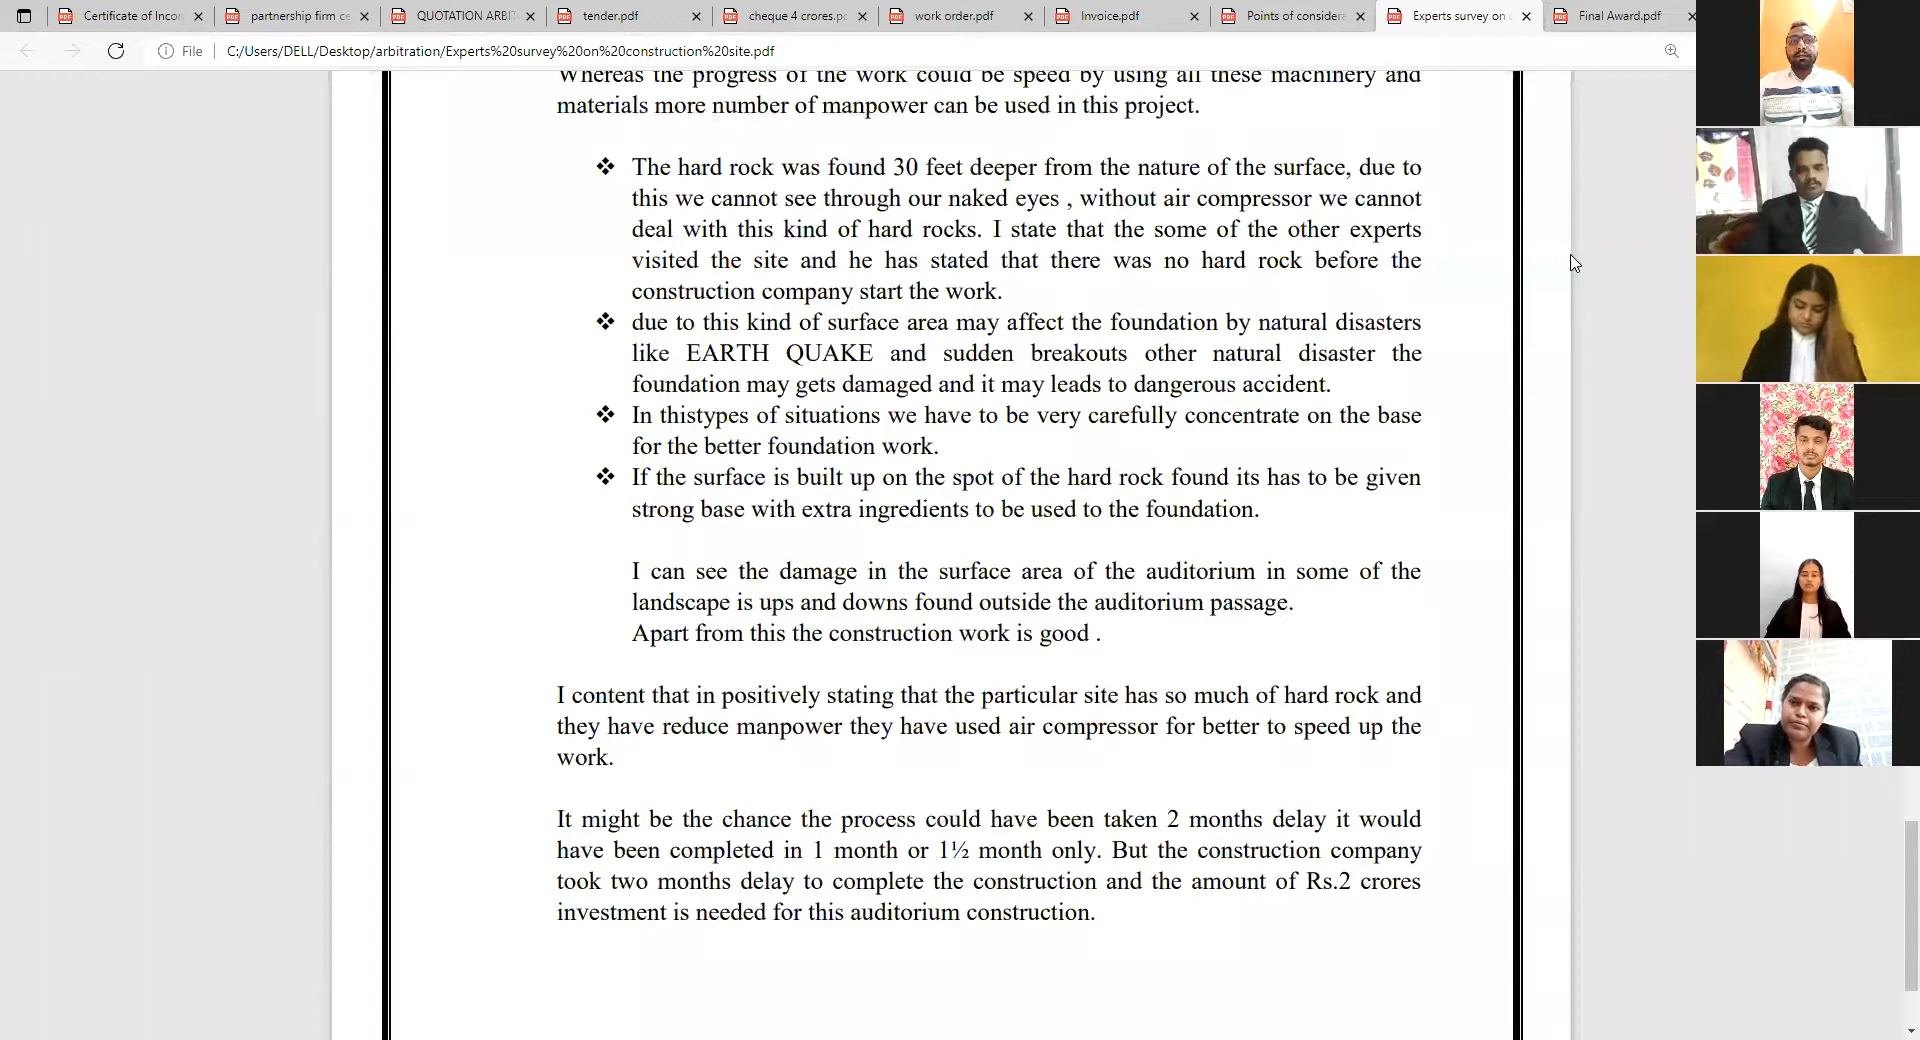 Certificate of Incor
partnership firm ce
QUOTATION ARBIT
tender.pdf
cheque 4 crores.pd
work order.pdf
Invoice.pdf
Points of considera
Experts survey on
Final Award.pdf
File
C:/Users/DELL/Desktop/arbitration/Experts%20survey%20on%20construction%20site.pdf
Whereas the progress of the work could be speed by using all these machinery and
materials more number of manpower can be used in this project.
❖ The hard rock was found 30 feet deeper from the nature of the surface, due to
this we cannot see through our naked eyes , without air compressor we cannot
deal with this kind of hard rocks. I state that the some of the other experts
visited the site and he has stated that there was no hard rock before the
construction company start the work.
❖ due to this kind of surface area may affect the foundation by natural disasters
like EARTH QUAKE and sudden breakouts other natural disaster the
foundation may gets damaged and it may leads to dangerous accident.
❖ In thistypes of situations we have to be very carefully concentrate on the base
for the better foundation work.
❖ If the surface is built up on the spot of the hard rock found its has to be given
strong base with extra ingredients to be used to the foundation.
I can see the damage in the surface area of the auditorium in some of the
landscape is ups and downs found outside the auditorium passage.
Apart from this the construction work is good .
I content that in positively stating that the particular site has so much of hard rock and
they have reduce manpower they have used air compressor for better to speed up the
work.
It might be the chance the process could have been taken 2 months delay it would
have been completed in 1 month or 1½ month only. But the construction company
took two months delay to complete the construction and the amount of Rs.2 crores
investment is needed for this auditorium construction.